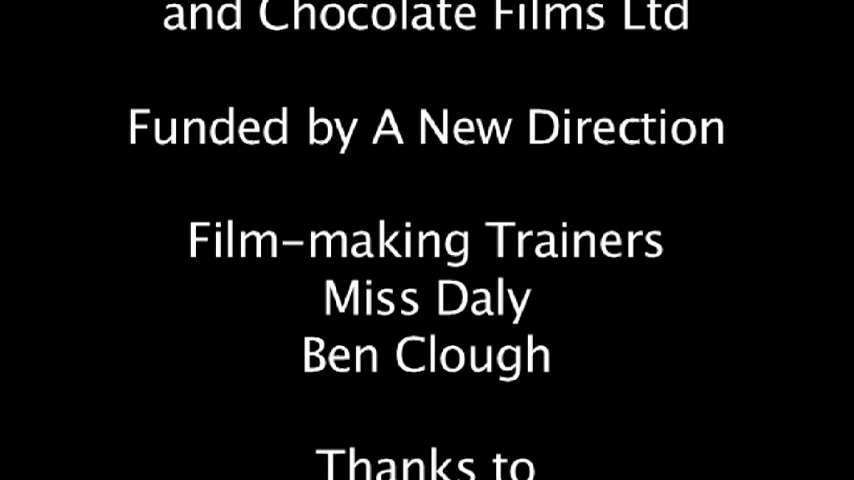 and Chocolate Films Ltd
Funded by A New Direction
Film-making Trainers
Miss Daly
Ben Clough
Thanks to